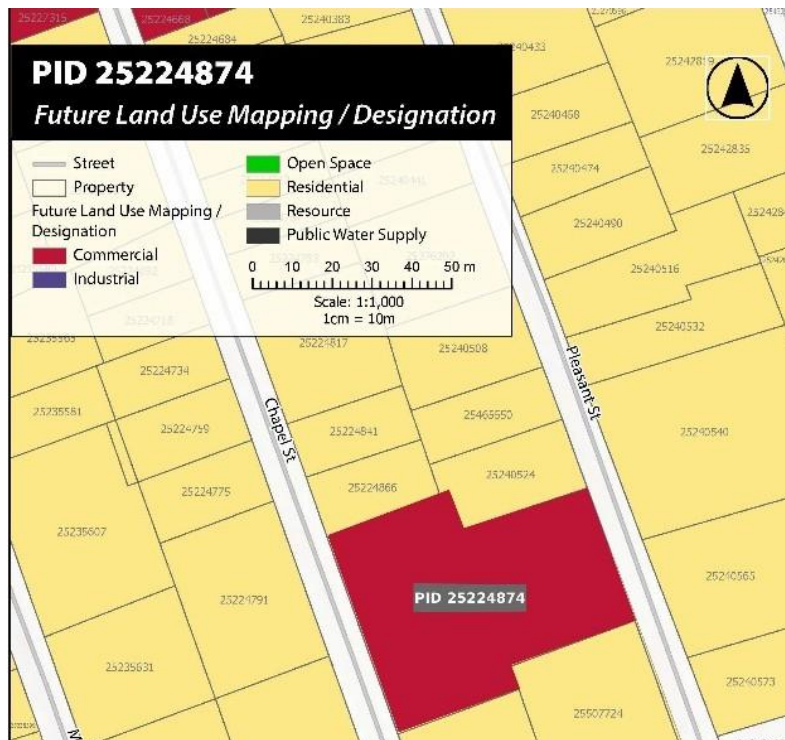 25227315
25224668
25240383
25224684
25240433
25242859
PID 25224874
Future Land Use Mapping / Designation
25240468
25242835
25240474
25240490
25240516
25240532
Street
Property
Future Land Use Mapping /
Designation
Commercial
Industrial
Open Space
Residential
Resource
Public Water Supply
0 10 20 30 40 50 m
Scale: 1:1,000
1cm = 10m
25224817
25240508
Pleasant St
25224734
25235581
25224759
Chapel St
25224841
25465550
25240540
25224775
25224866
25240524
25235607
25224791
PID 25224874
25240565
25235631
25240573
25507724